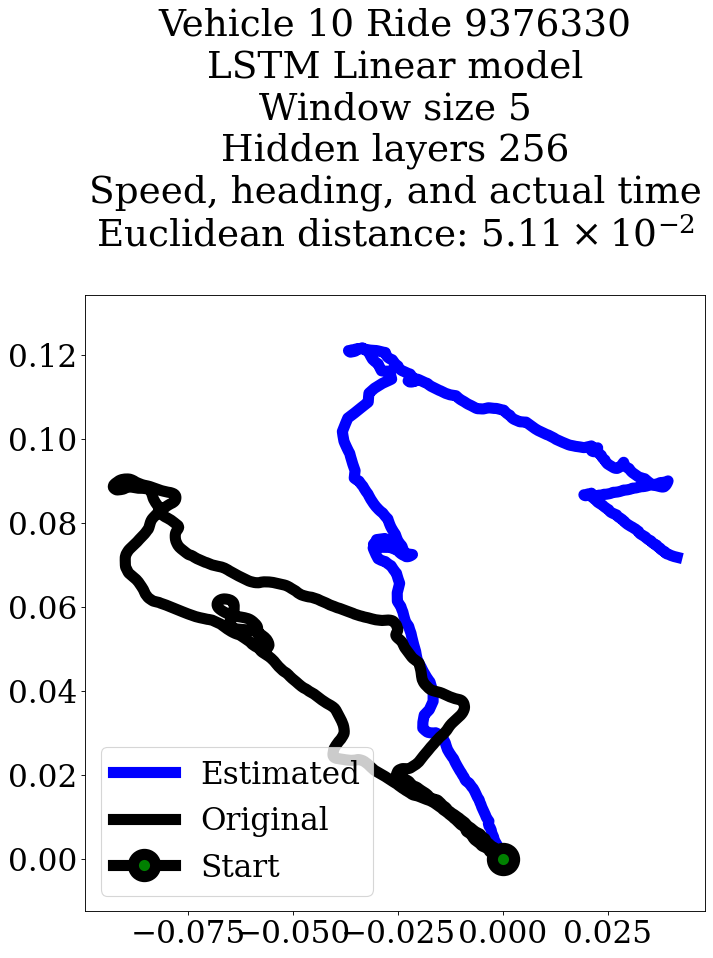 Vehicle 10 Ride 9376330
LSTM Linear model
Window size 5
Hidden layers 256
Speed, heading, and actual time
Euclidean distance: 5.11 × 10⁻²
0.12
0.10
0.08
0.06
0.04
0.02
0.00
Estimated
Original
Start
−0.075 −0.050 −0.025 0.000 0.025